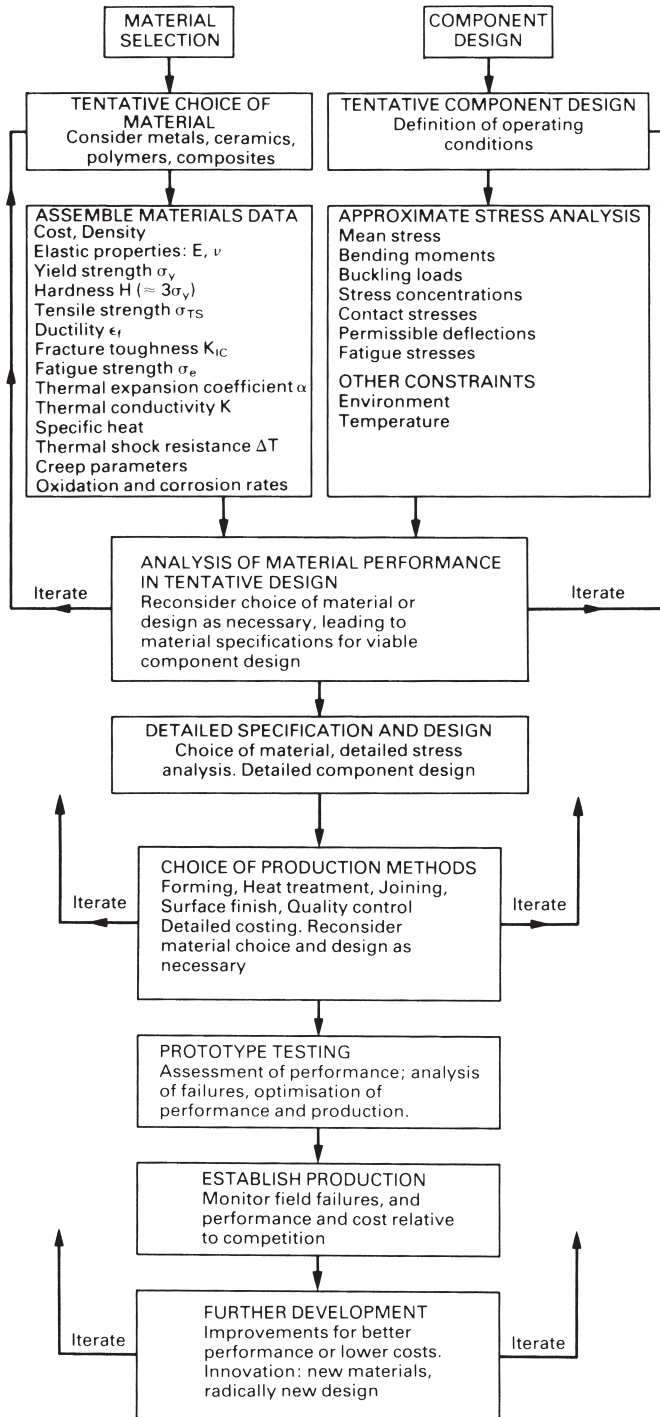 MATERIAL
SELECTION
COMPONENT
DESIGN
TENTATIVE CHOICE OF
MATERIAL
Consider metals, ceramics,
polymers, composites
TENTATIVE COMPONENT DESIGN
Definition of operating
conditions
ASSEMBLE MATERIALS DATA
Cost, Density
Elastic properties: E, ν
Yield strength σy
Hardness H (≈ 3σy)
Tensile strength σTS
Ductility ϵf
Fracture toughness KIC
Fatigue strength σe
Thermal expansion coefficient α
Thermal conductivity K
Specific heat
Thermal shock resistance ΔT
Creep parameters
Oxidation and corrosion rates
APPROXIMATE STRESS ANALYSIS
Mean stress
Bending moments
Buckling loads
Stress concentrations
Contact stresses
Permissible deflections
Fatigue stresses
OTHER CONSTRAINTS
Environment
Temperature
Iterate
ANALYSIS OF MATERIAL PERFORMANCE
IN TENTATIVE DESIGN
Reconsider choice of material or
design as necessary, leading to
material specifications for viable
component design
Iterate
DETAILED SPECIFICATION AND DESIGN
Choice of material, detailed stress
analysis. Detailed component design
Iterate
CHOICE OF PRODUCTION METHODS
Forming, Heat treatment, Joining,
Surface finish, Quality control
Detailed costing. Reconsider
material choice and design as
necessary
Iterate
PROTOTYPE TESTING
Assessment of performance; analysis
of failures, optimisation of
performance and production.
ESTABLISH PRODUCTION
Monitor field failures, and
performance and cost relative
to competition
Iterate
FURTHER DEVELOPMENT
Improvements for better
performance or lower costs.
Innovation: new materials,
radically new design
Iterate